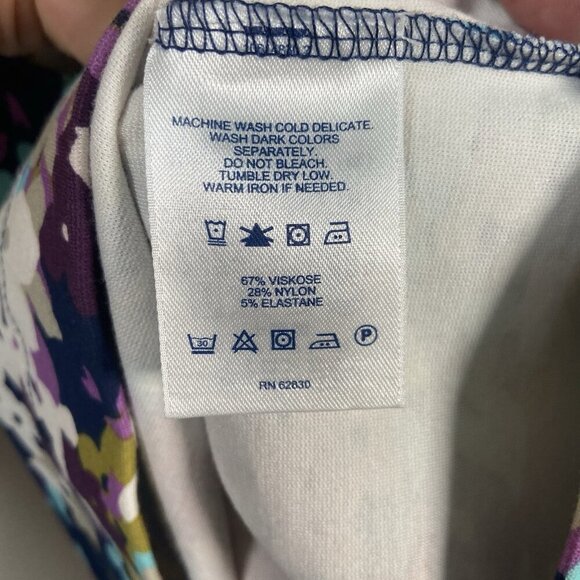 MACHINE WASH COLD DELICATE.
WASH DARK COLORS
SEPARATELY.
DO NOT BLEACH.
TUMBLE DRY LOW.
WARM IRON IF NEEDED.
67% VISKOSE
28% NYLON
5% ELASTANE
30
P
RN 62830